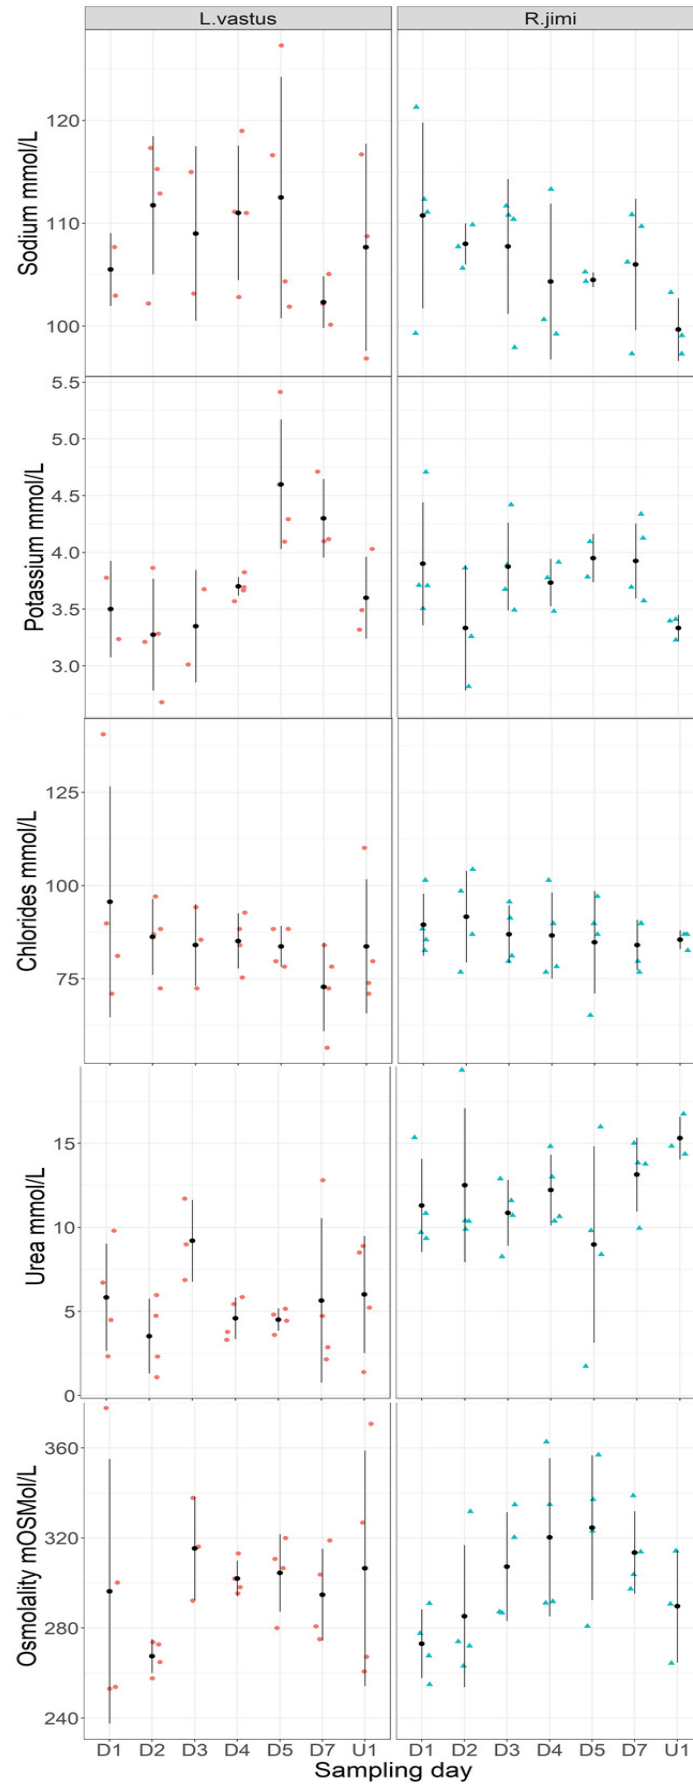 L.vastus R.jimi
Sodium mmol/L
120
110
100
Potassium mmol/L
5.5
5.0
4.5
4.0
3.5
3.0
Chlorides mmol/L
125
100
75
Urea mmol/L
15
10
5
0
Osmolality mOSMol/L
360
320
280
240
D1 D2 D3 D4 D5 D7 U1 D1 D2 D3 D4 D5 D7 U1
Sampling day